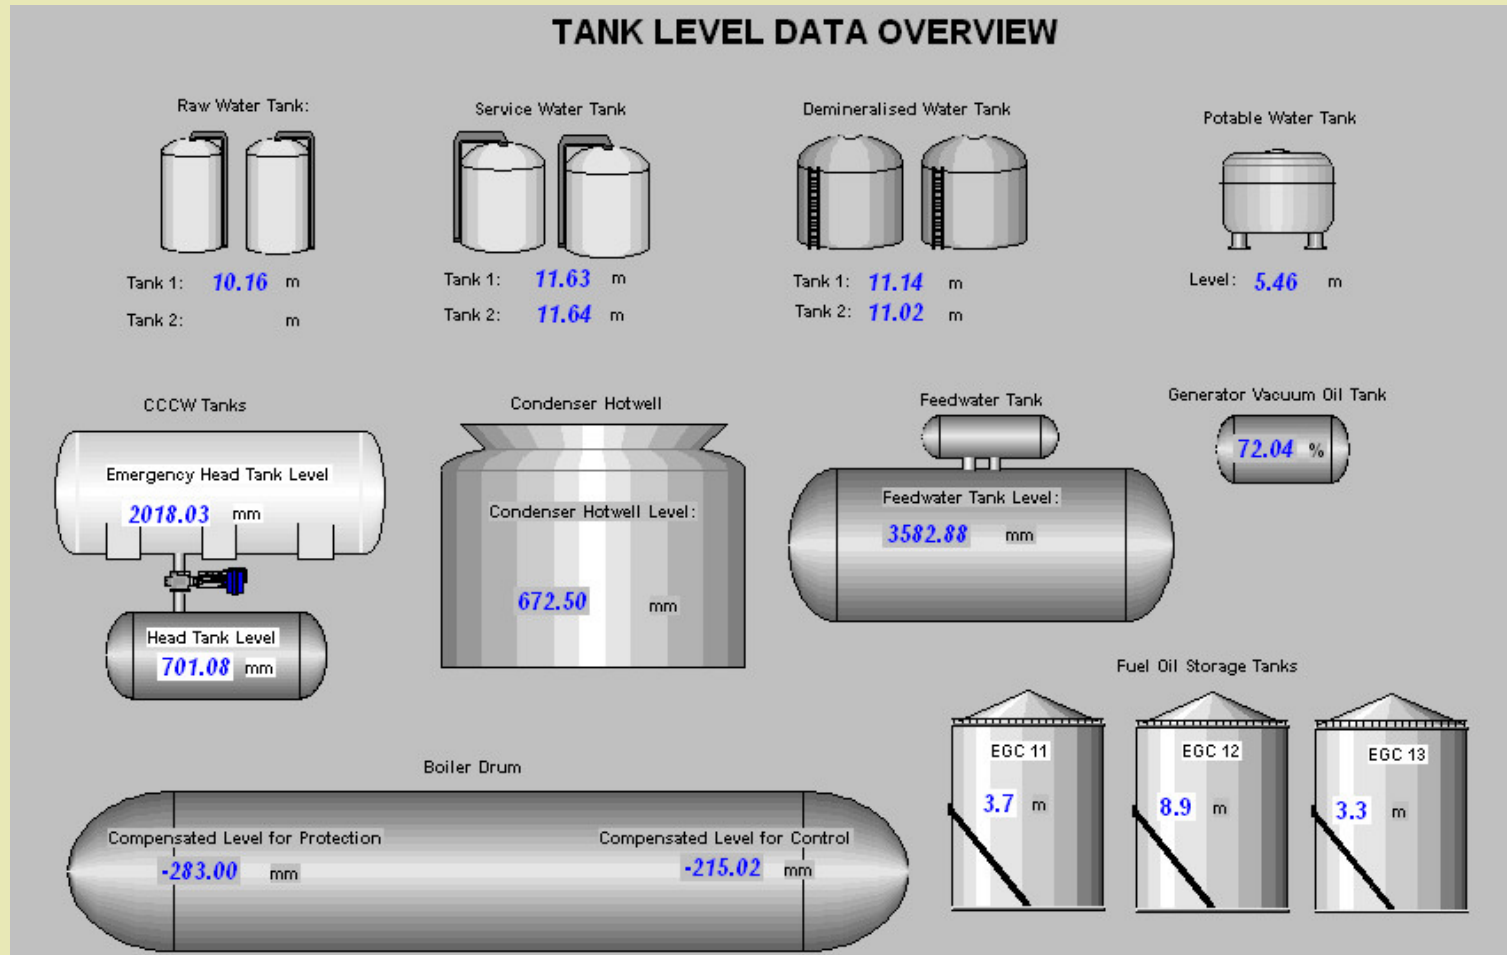 TANK LEVEL DATA OVERVIEW
Raw Water Tank:
Tank 1: 10.16 m
Tank 2: m
Service Water Tank
Tank 1: 11.63 m
Tank 2: 11.64 m
Demineralised Water Tank
Tank 1: 11.14 m
Tank 2: 11.02 m
Potable Water Tank
Level: 5.46 m
CCCW Tanks
Emergency Head Tank Level
2018.03 mm
Head Tank Level
701.08 mm
Condenser Hotwell
Condenser Hotwell Level:
672.50 mm
Feedwater Tank
Feedwater Tank Level:
3582.88 mm
Generator Vacuum Oil Tank
72.04 %
Boiler Drum
Compensated Level for Protection
-283.00 mm
Compensated Level for Control
-215.02 mm
Fuel Oil Storage Tanks
EGC 11
3.7 m
EGC 12
8.9 m
EGC 13
3.3 m